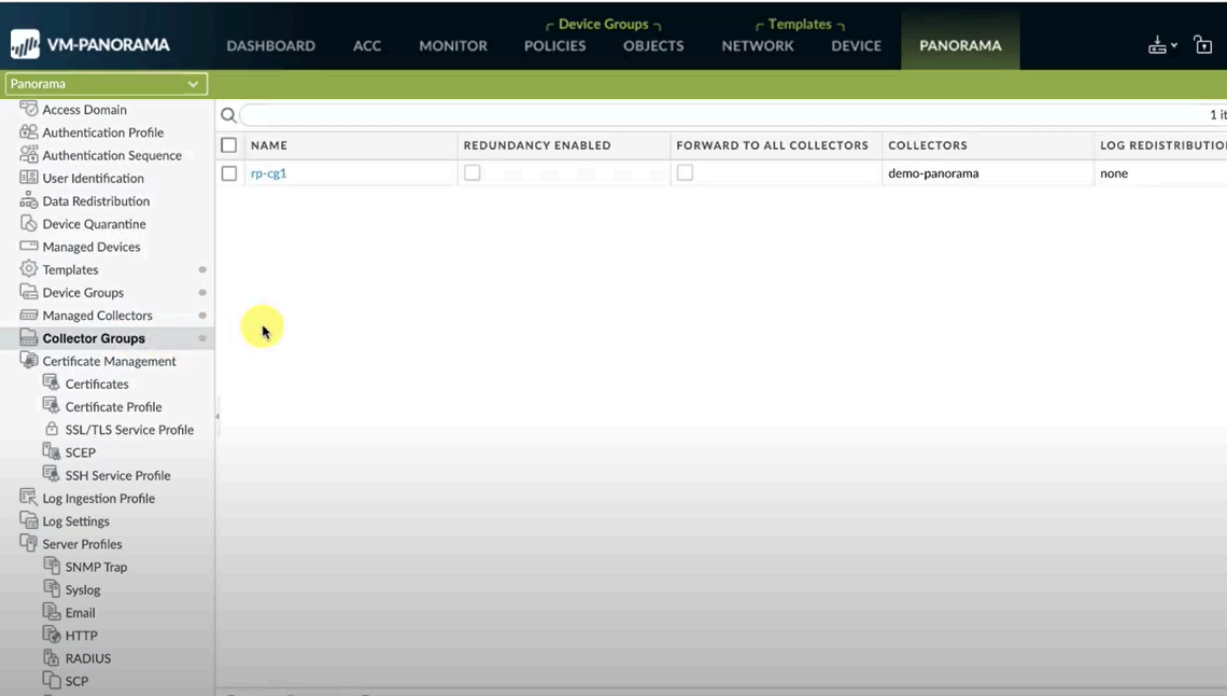 Device Groups Templates
VM-PANORAMA DASHBOARD ACC MONITOR POLICIES OBJECTS NETWORK DEVICE PANORAMA
Panorama
Access Domain
Authentication Profile
Authentication Sequence
User Identification
Data Redistribution
Device Quarantine
Managed Devices
Templates
Device Groups
Managed Collectors
Collector Groups
Certificate Management
Certificates
Certificate Profile
SSL/TLS Service Profile
SCEP
SSH Service Profile
Log Ingestion Profile
Log Settings
Server Profiles
SNMP Trap
Syslog
Email
HTTP
RADIUS
SCP
1 it
NAME REDUNDANCY ENABLED FORWARD TO ALL COLLECTORS COLLECTORS LOG REDISTRIBUTION
rp-cg1 demo-panorama none